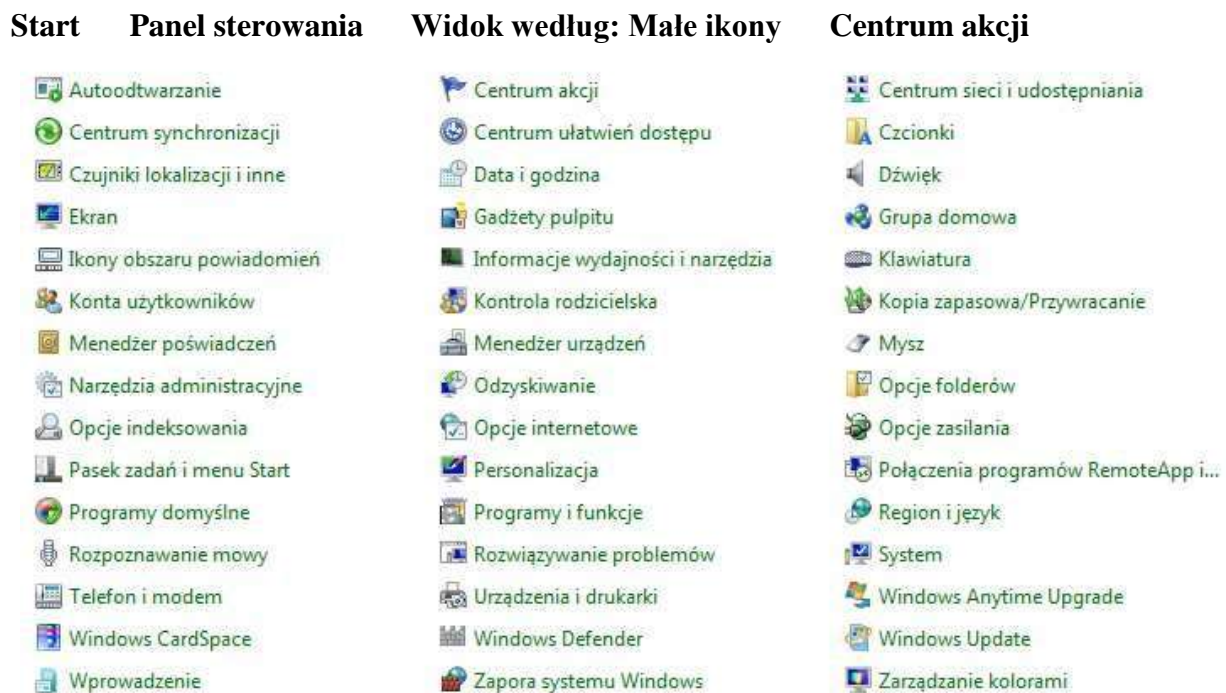 Start Panel sterowania Widok według: Małe ikony Centrum akcji
Autoodtwarzanie Centrum akcji Centrum sieci i udostępniania
Centrum synchronizacji Centrum ułatwień dostępu Czcionki
Czujniki lokalizacji i inne Data i godzina Dźwięk
Ekran Gadżety pulpitu Grupa domowa
Ikony obszaru powiadomień Informacje wydajności i narzędzia Klawiatura
Konta użytkowników Kontrola rodzicielska Kopia zapasowa/Przywracanie
Menedżer poświadczeń Menedżer urządzeń Mysz
Narzędzia administracyjne Odzyskiwanie Opcje folderów
Opcje indeksowania Opcje internetowe Opcje zasilania
Pasek zadań i menu Start Personalizacja Połączenia programów RemoteApp i...
Programy domyślne Programy i funkcje Region i język
Rozpoznawanie mowy Rozwiązywanie problemów System
Telefon i modem Urządzenia i drukarki Windows Anytime Upgrade
Windows CardSpace Windows Defender Windows Update
Wprowadzenie Zapora systemu Windows Zarządzanie kolorami